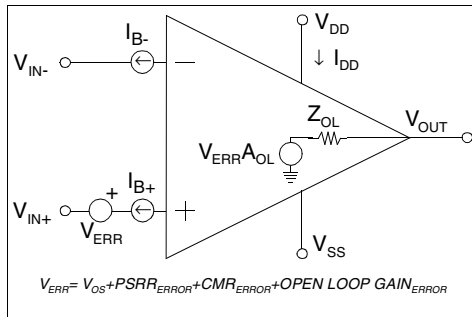 V_DD
I_B-
↓ I_DD
V_IN-
−
Z_OL
V_OUT
V_ERR A_OL
+ I_B+
V_IN+
+
V_ERR
V_SS
V_ERR= V_OS+PSRR_ERROR+CMR_ERROR+OPEN LOOP GAIN_ERROR